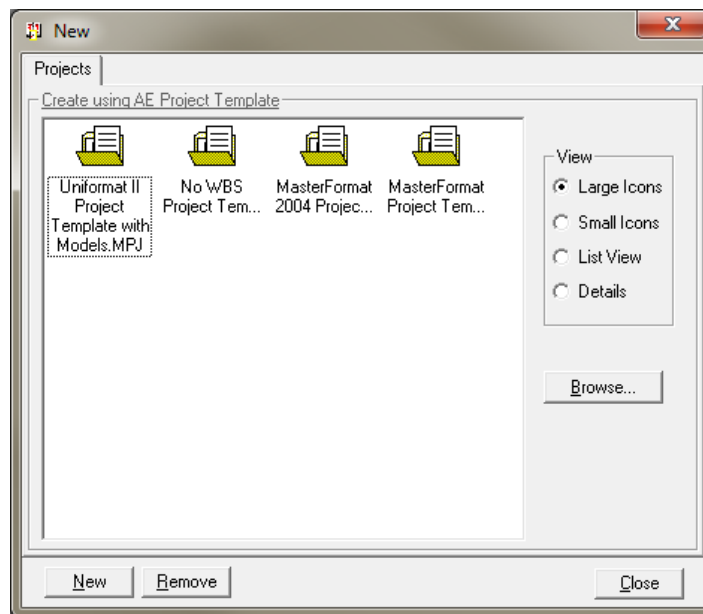 New
Projects
Create using AE Project Template
Uniformat II
Project
Template with
Models.MPJ
No WBS
Project Tem...
MasterFormat
2004 Projec...
MasterFormat
Project Tem...
View
Large Icons
Small Icons
List View
Details
Browse...
New
Remove
Close